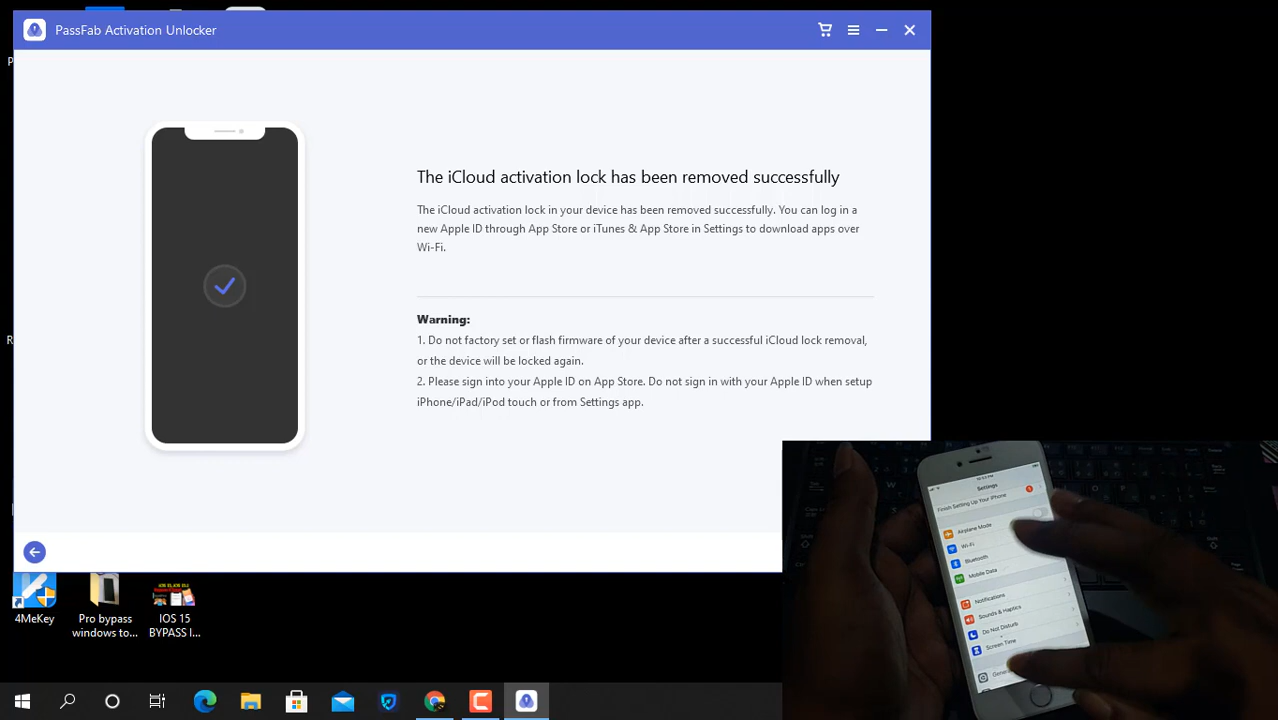 PassFab Activation Unlocker
The iCloud activation lock has been removed successfully
The iCloud activation lock in your device has been removed successfully. You can log in a
new Apple ID through App Store or iTunes & App Store in Settings to download apps over
Wi-Fi.
Warning:
1. Do not factory set or flash firmware of your device after a successful iCloud lock removal,
or the device will be locked again.
2. Please sign into your Apple ID on App Store. Do not sign in with your Apple ID when setup
iPhone/iPad/iPod touch or from Settings app.
Settings
Finish Setting Up Your iPhone
Airplane Mode
Wi-Fi
Bluetooth
Mobile Data
Notifications
Sounds & Haptics
Do Not Disturb
Screen Time
4MeKey
Pro bypass
windows to...
IOS 15
BYPASS I...